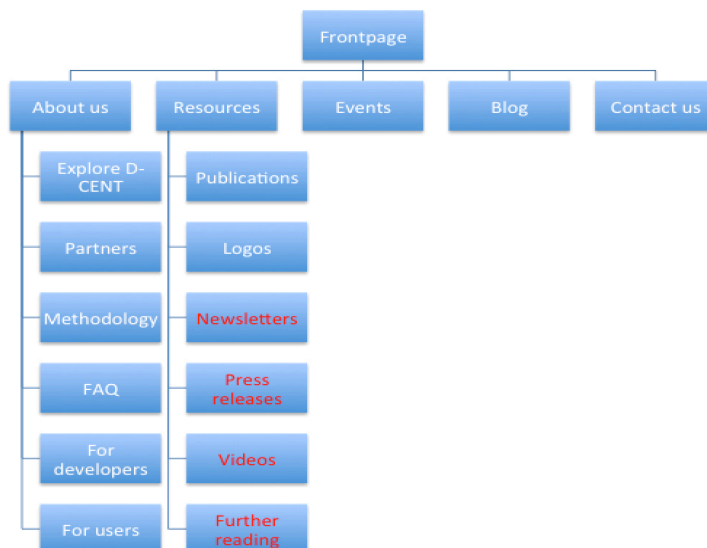 Frontpage
About us
Resources
Events
Blog
Contact us
Explore D-
CENT
Partners
Methodology
FAQ
For
developers
For users
Publications
Logos
Newsletters
Press
releases
Videos
Further
reading